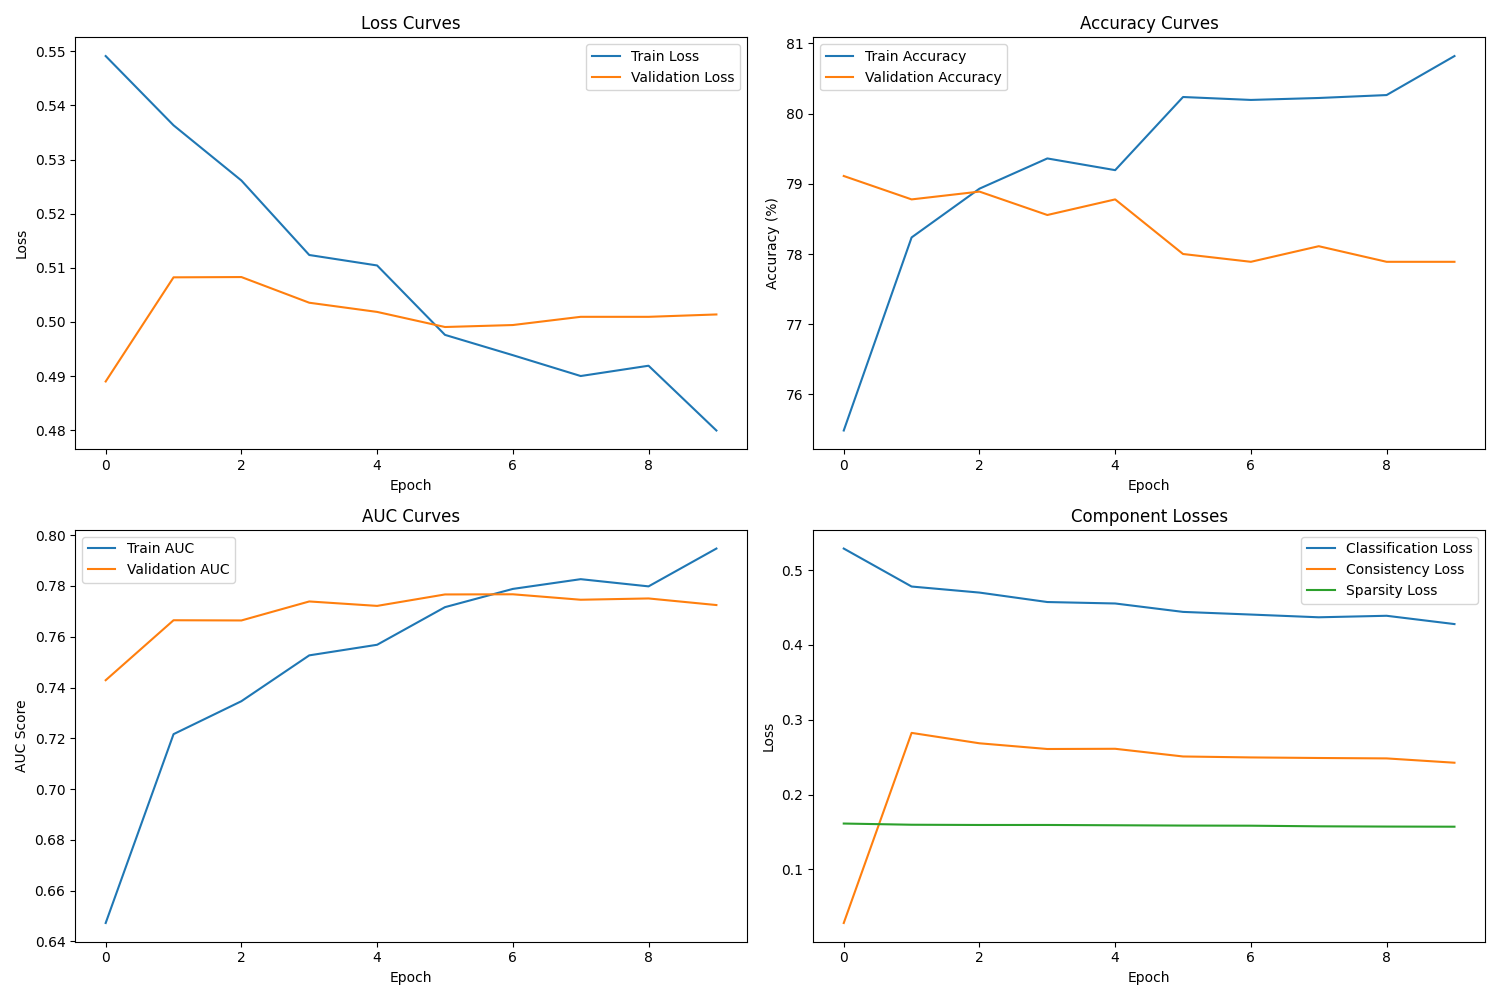 Loss Curves
Train Loss
Validation Loss
0.55
0.54
0.53
0.52
0.51
0.50
0.49
0.48
Loss
0
2
4
6
8
Epoch
Accuracy Curves
Train Accuracy
Validation Accuracy
81
80
79
78
77
76
Accuracy (%)
0
2
4
6
8
Epoch
AUC Curves
Train AUC
Validation AUC
0.80
0.78
0.76
0.74
0.72
0.70
0.68
0.66
0.64
AUC Score
0
2
4
6
8
Epoch
Component Losses
Classification Loss
Consistency Loss
Sparsity Loss
0.5
0.4
0.3
0.2
0.1
Loss
0
2
4
6
8
Epoch